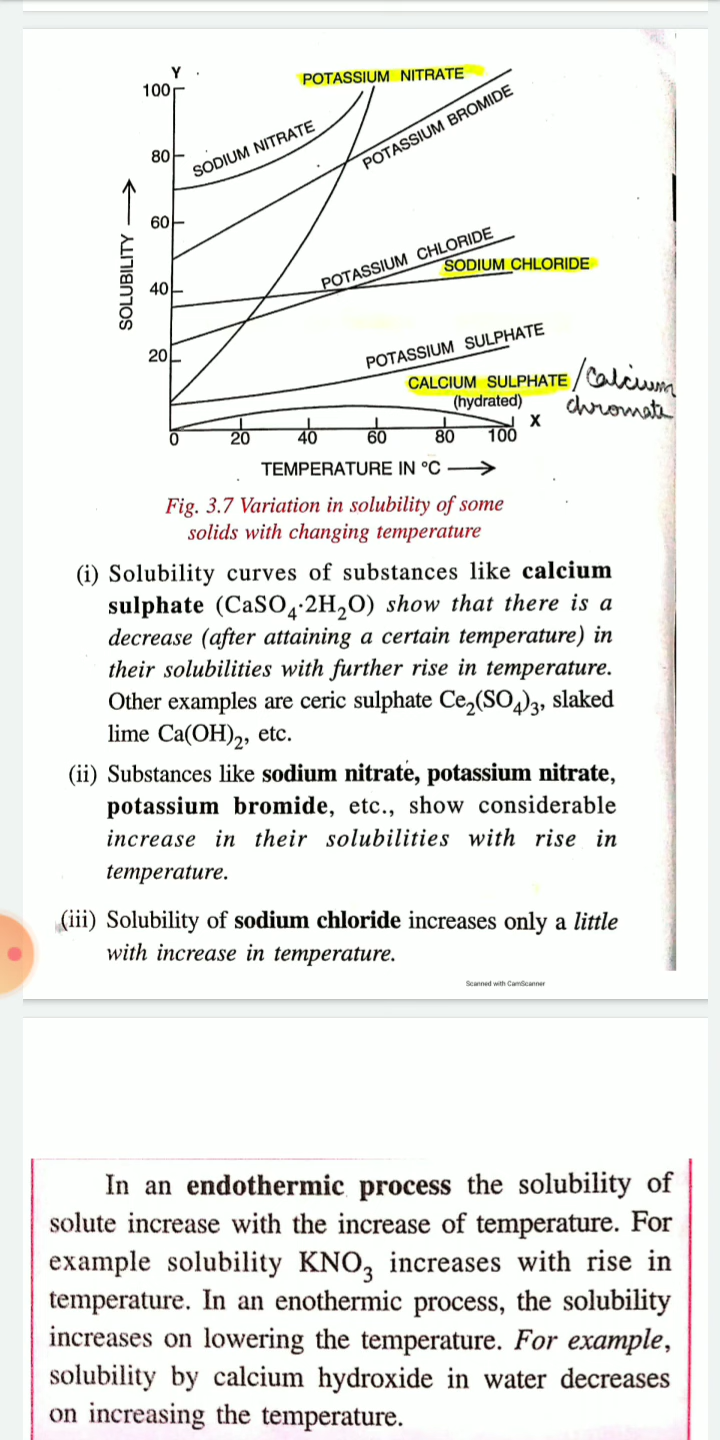 Y
100
POTASSIUM NITRATE
SODIUM NITRATE
POTASSIUM BROMIDE
80
60
SOLUBILITY
POTASSIUM CHLORIDE
SODIUM CHLORIDE
40
POTASSIUM SULPHATE
20
CALCIUM SULPHATE / Calcium
(hydrated) chromate
X
0 20 40 60 80 100
TEMPERATURE IN °C
Fig. 3.7 Variation in solubility of some
solids with changing temperature
(i) Solubility curves of substances like calcium
sulphate (CaSO₄·2H₂O) show that there is a
decrease (after attaining a certain temperature) in
their solubilities with further rise in temperature.
Other examples are ceric sulphate Ce₂(SO₄)₃, slaked
lime Ca(OH)₂, etc.
(ii) Substances like sodium nitrate, potassium nitrate,
potassium bromide, etc., show considerable
increase in their solubilities with rise in
temperature.
(iii) Solubility of sodium chloride increases only a little
with increase in temperature.
Scanned with CamScanner
In an endothermic process the solubility of
solute increase with the increase of temperature. For
example solubility KNO₃ increases with rise in
temperature. In an enothermic process, the solubility
increases on lowering the temperature. For example,
solubility by calcium hydroxide in water decreases
on increasing the temperature.